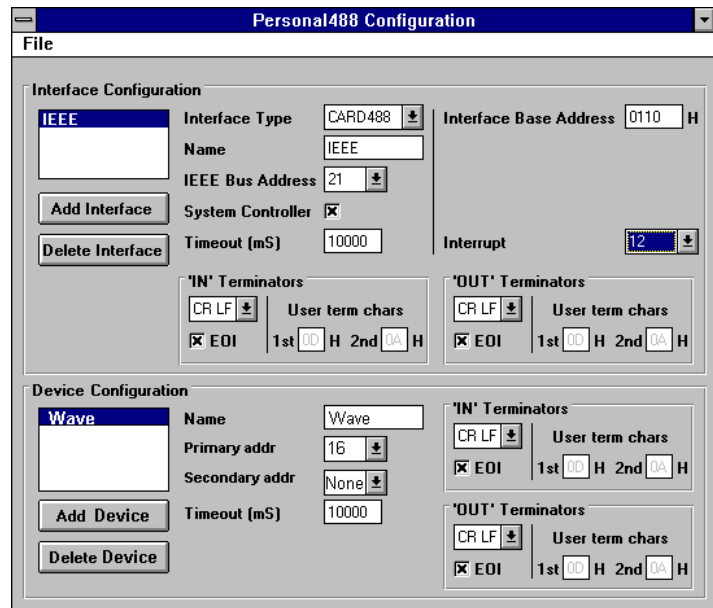 Personal488 Configuration
File
Interface Configuration
IEEE
Interface Type CARD488
Interface Base Address 0110 H
Name IEEE
IEEE Bus Address 21
Add Interface
System Controller
Delete Interface
Timeout (mS) 10000
Interrupt 12
'IN' Terminators
CR LF User term chars
EOI 1st 0D H 2nd 0A H
'OUT' Terminators
CR LF User term chars
EOI 1st 0D H 2nd 0A H
Device Configuration
Wave
Name Wave
Primary addr 16
Secondary addr None
Add Device
Timeout (mS) 10000
Delete Device
'IN' Terminators
CR LF User term chars
EOI 1st 0D H 2nd 0A H
'OUT' Terminators
CR LF User term chars
EOI 1st 0D H 2nd 0A H